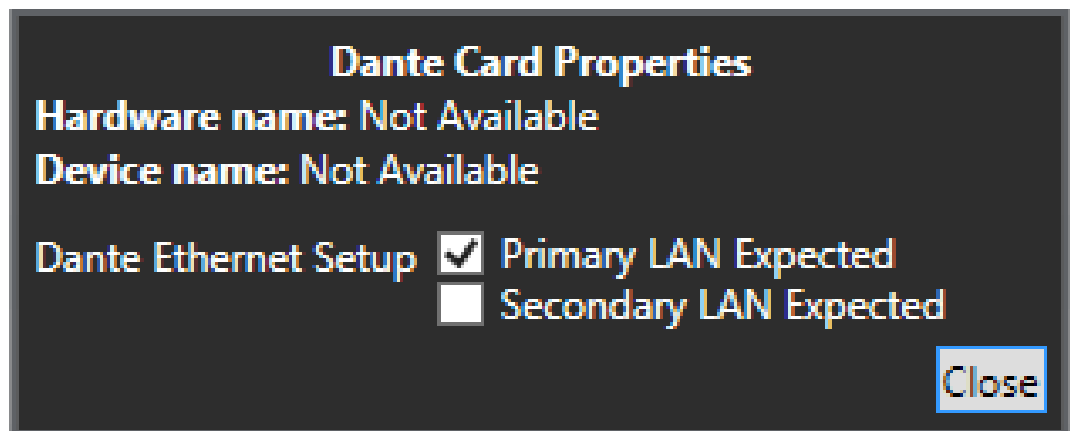 Dante Card Properties
Hardware name: Not Available
Device name: Not Available
Dante Ethernet Setup Primary LAN Expected
Secondary LAN Expected
Close